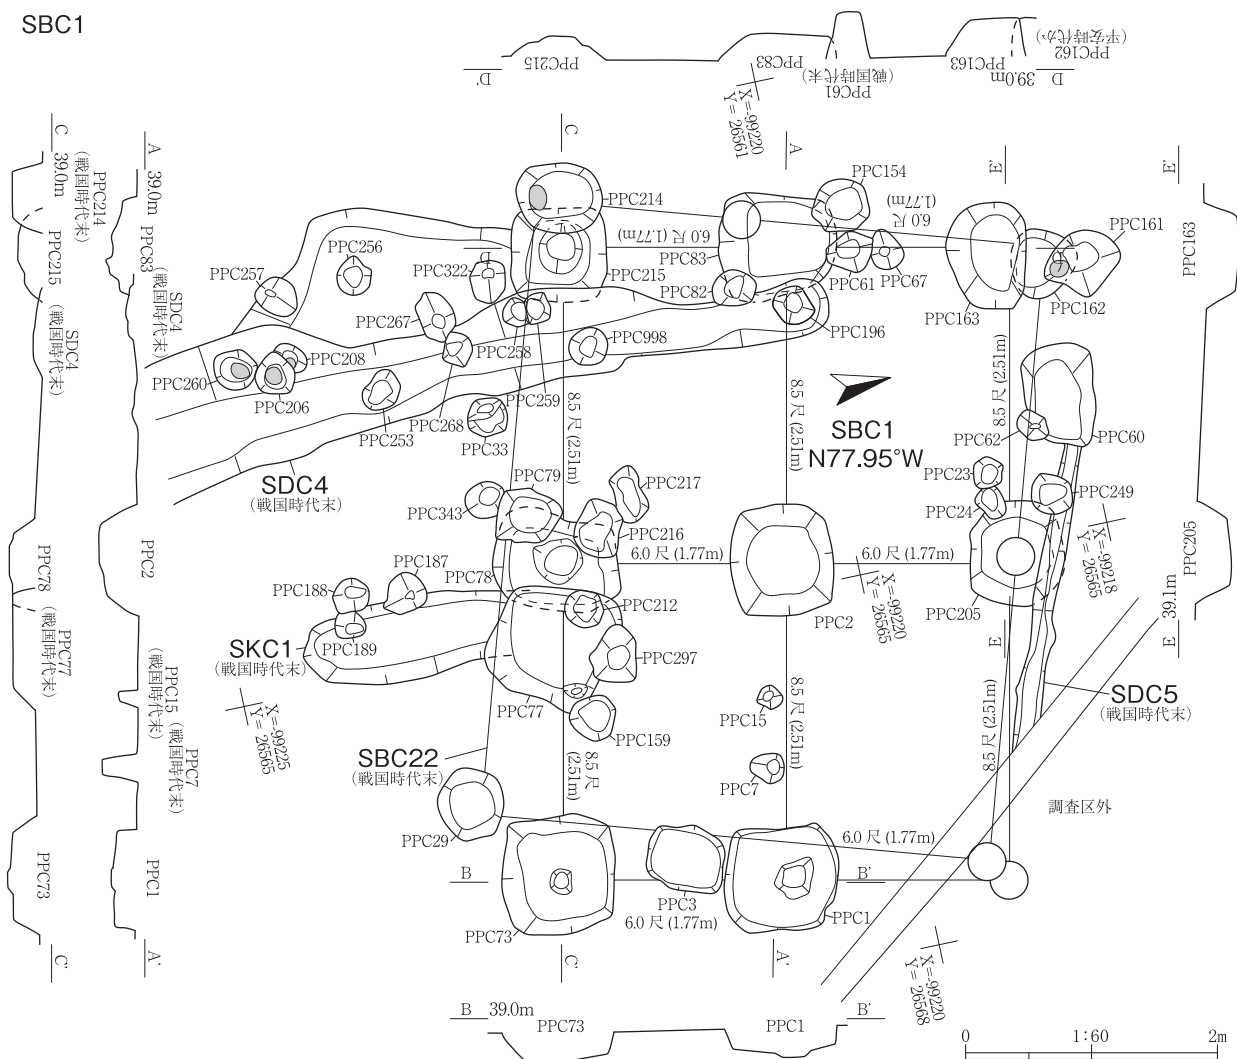 SBC1
PPC215
PPC83
PPC61
(戦国時代末)
PPC163
PPC162
(平安時代か)
D'
39.0m
D
X=-99220
Y= 26561
C
39.0m
PPC214
(戦国時代末)
PPC215
SDC4
(戦国時代末)
PPC78
PPC77
(戦国時代末)
PPC73
C'
A
39.0m
PPC83
SDC4
(戦国時代末)
PPC2
PPC15
(戦国時代末)
PPC7
(戦国時代末)
PPC1
A'
C
A
E'
E'
PPC163
PPC205
39.1m
E
PPC214
PPC154
6.0 尺
(1.77m)
PPC161
PPC256
PPC257
PPC322
D'
6.0 尺 (1.77m)
PPC83
PPC215
PPC61
PPC67
PPC82
PPC162
PPC163
PPC196
PPC267
PPC258
PPC998
PPC208
PPC260
PPC206
PPC259
PPC268
PPC253
PPC33
8.5 尺 (2.51m)
8.5 尺 (2.51m)
8.5 尺 (2.51m)
SBC1
N77.95°W
PPC62
PPC60
SDC4
(戦国時代末)
PPC79
PPC217
PPC23
PPC249
PPC343
PPC24
PPC216
X=-99218
Y= 26565
6.0 尺 (1.77m)
6.0 尺 (1.77m)
PPC187
PPC78
PPC188
PPC212
PPC2
X=-99220
Y= 26565
PPC205
SKC1
(戦国時代末)
PPC189
PPC297
E
PPC15
SDC5
(戦国時代末)
PPC77
X=-99225
Y= 26565
PPC159
SBC22
(戦国時代末)
8.5 尺
(2.51m)
8.5 尺 (2.51m)
8.5 尺 (2.51m)
PPC7
調査区外
PPC29
6.0 尺 (1.77m)
B
B'
PPC3
6.0 尺 (1.77m)
PPC1
PPC73
C'
A'
X=-99220
Y= 26568
B
39.0m
PPC73
PPC1
B'
0
1:60
2m